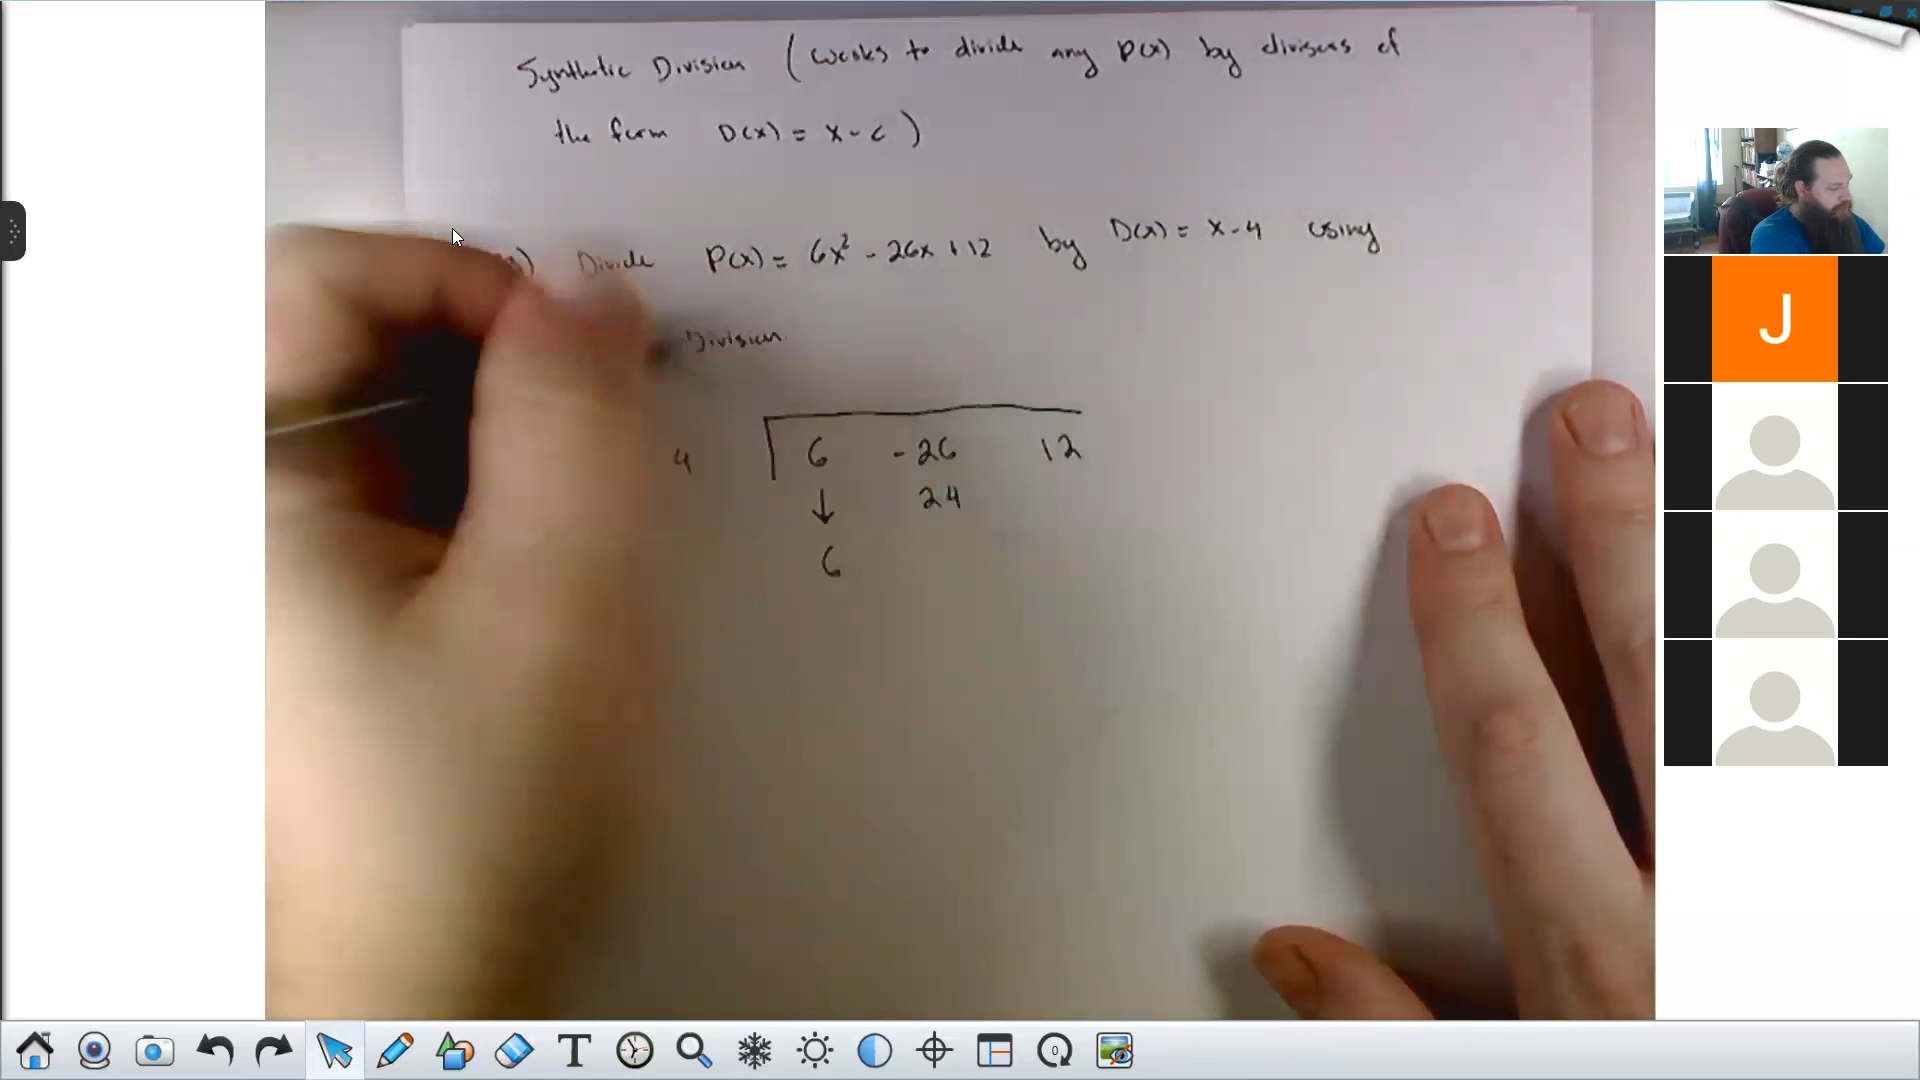 Synthetic Division (works to divide any P(x) by divisors of
the form D(x) = x - c )
Divide P(x) = 6x² - 26x + 12 by D(x) = x - 4 using
Division.
4 6 -26 12
↓ 24
6
J
T
0